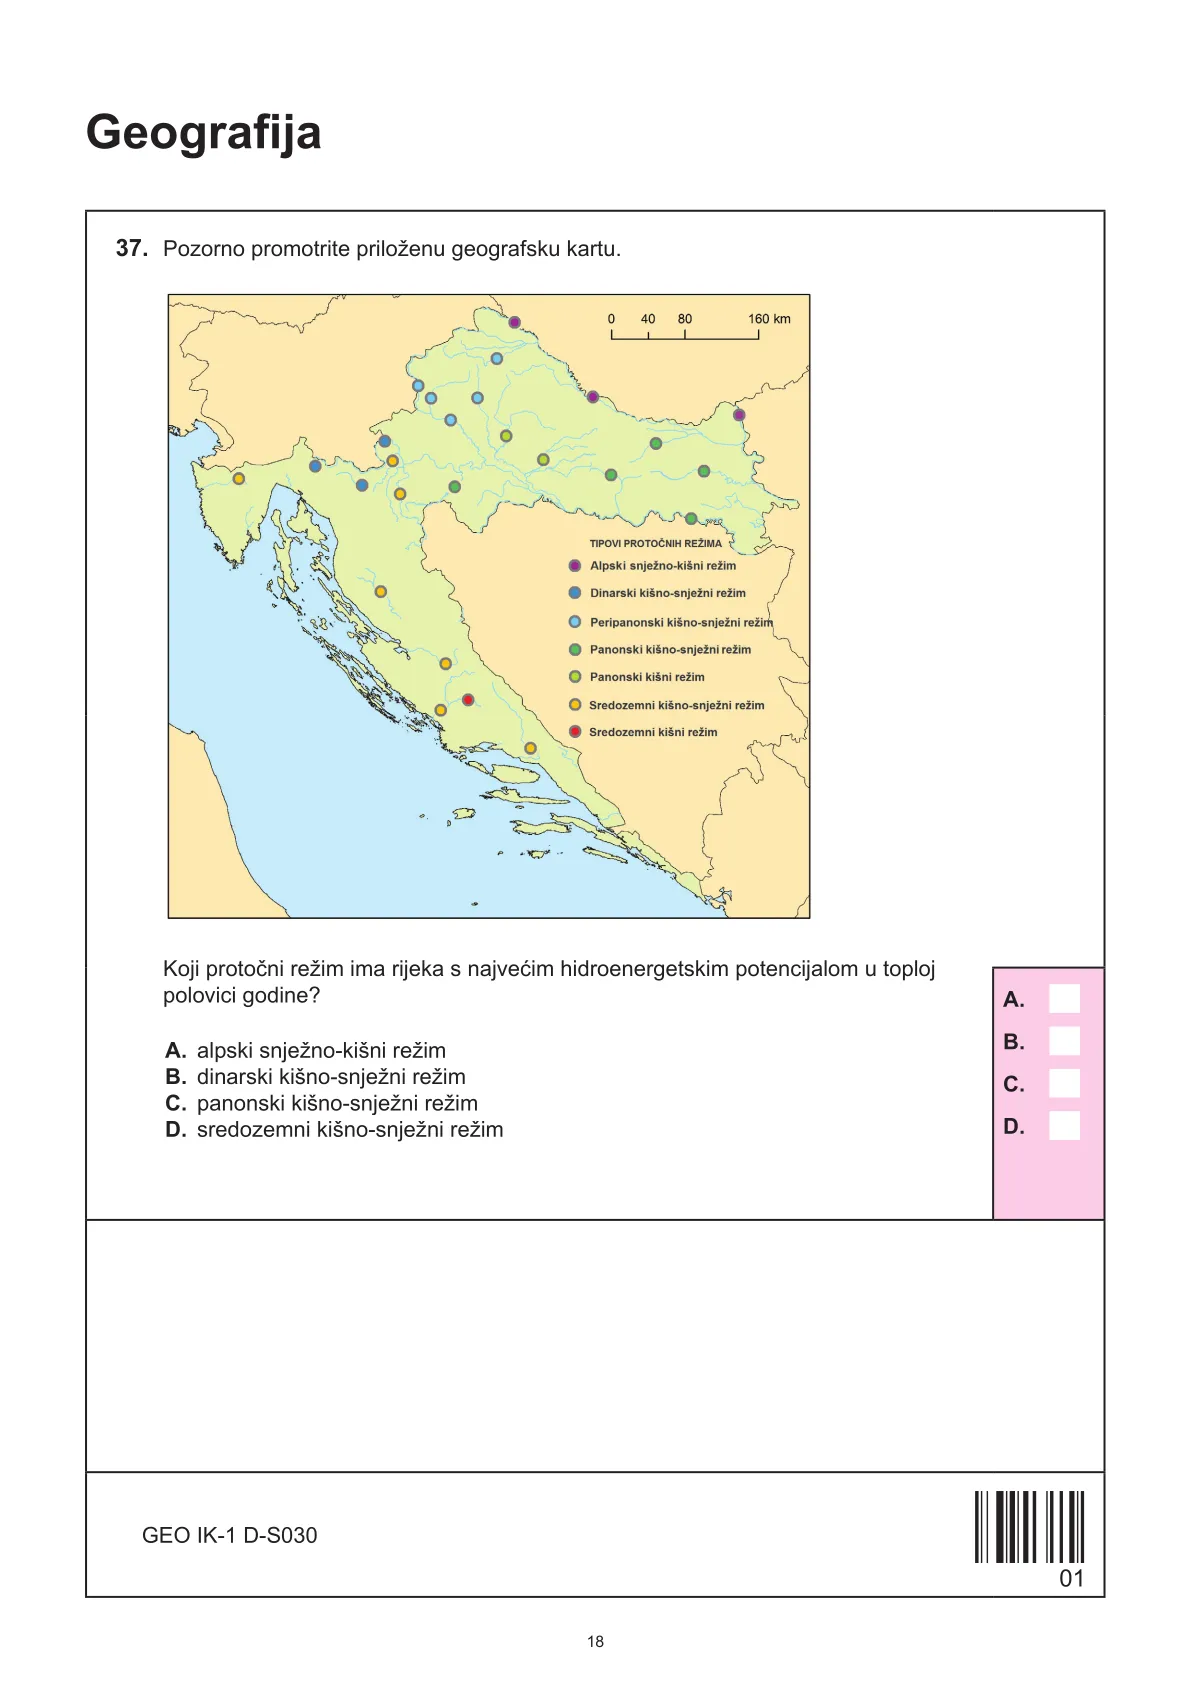 Geografija
37. Pozorno promotrite priloženu geografsku kartu.
0 40 80 160 km
TIPOVI PROTOČNIH REŽIMA
Alpski snježno-kišni režim
Dinarski kišno-snježni režim
Peripanonski kišno-snježni režim
Panonski kišno-snježni režim
Panonski kišni režim
Sredozemni kišno-snježni režim
Sredozemni kišni režim
Koji protočni režim ima rijeka s najvećim hidroenergetskim potencijalom u toploj
polovici godine?
A. alpski snježno-kišni režim
B. dinarski kišno-snježni režim
C. panonski kišno-snježni režim
D. sredozemni kišno-snježni režim
A.
B.
C.
D.
GEO IK-1 D-S030
01
18